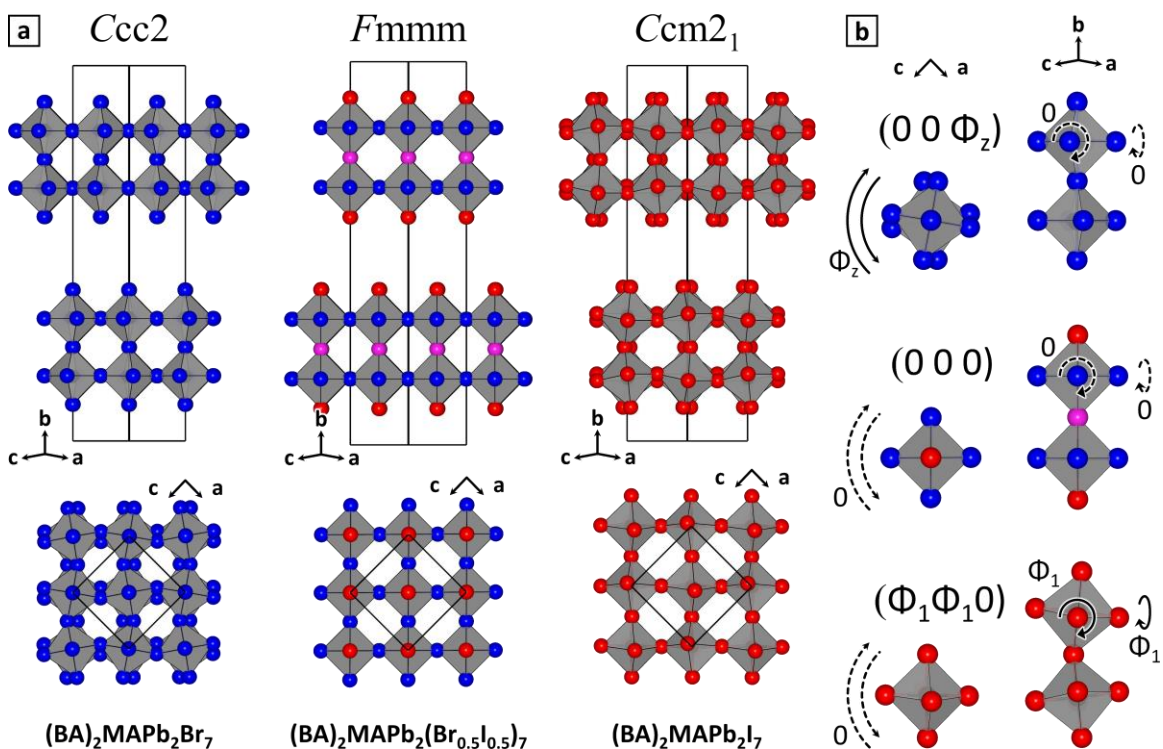 a
Ccc2
Fmmm
Ccm2₁
b
c a
b
c a
(0 0 Φz)
0
0
Φz
(0 0 0)
0
0
0
b
c a
b
c a
b
c a
c a
c a
c a
(Φ₁Φ₁0)
Φ₁
Φ₁
0
(BA)₂MAPb₂Br₇
(BA)₂MAPb₂(Br₀.₅I₀.₅)₇
(BA)₂MAPb₂I₇